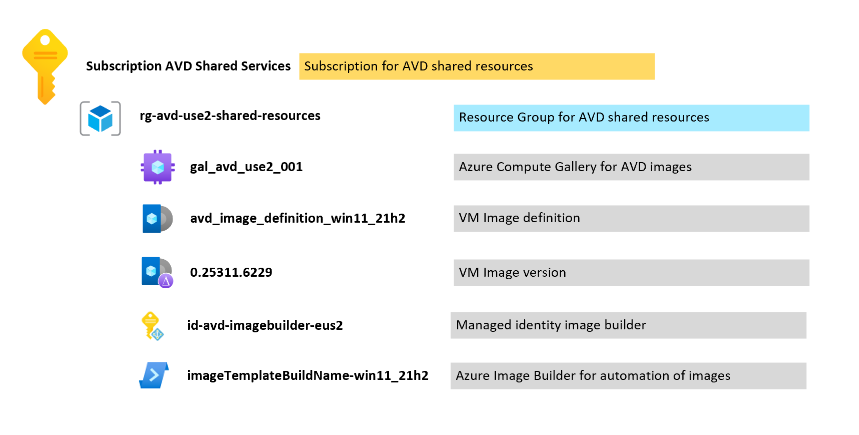 Subscription AVD Shared Services Subscription for AVD shared resources
rg-avd-use2-shared-resources Resource Group for AVD shared resources
gal_avd_use2_001 Azure Compute Gallery for AVD images
avd_image_definition_win11_21h2 VM Image definition
0.25311.6229 VM Image version
id-avd-imagebuilder-eus2 Managed identity image builder
imageTemplateBuildName-win11_21h2 Azure Image Builder for automation of images